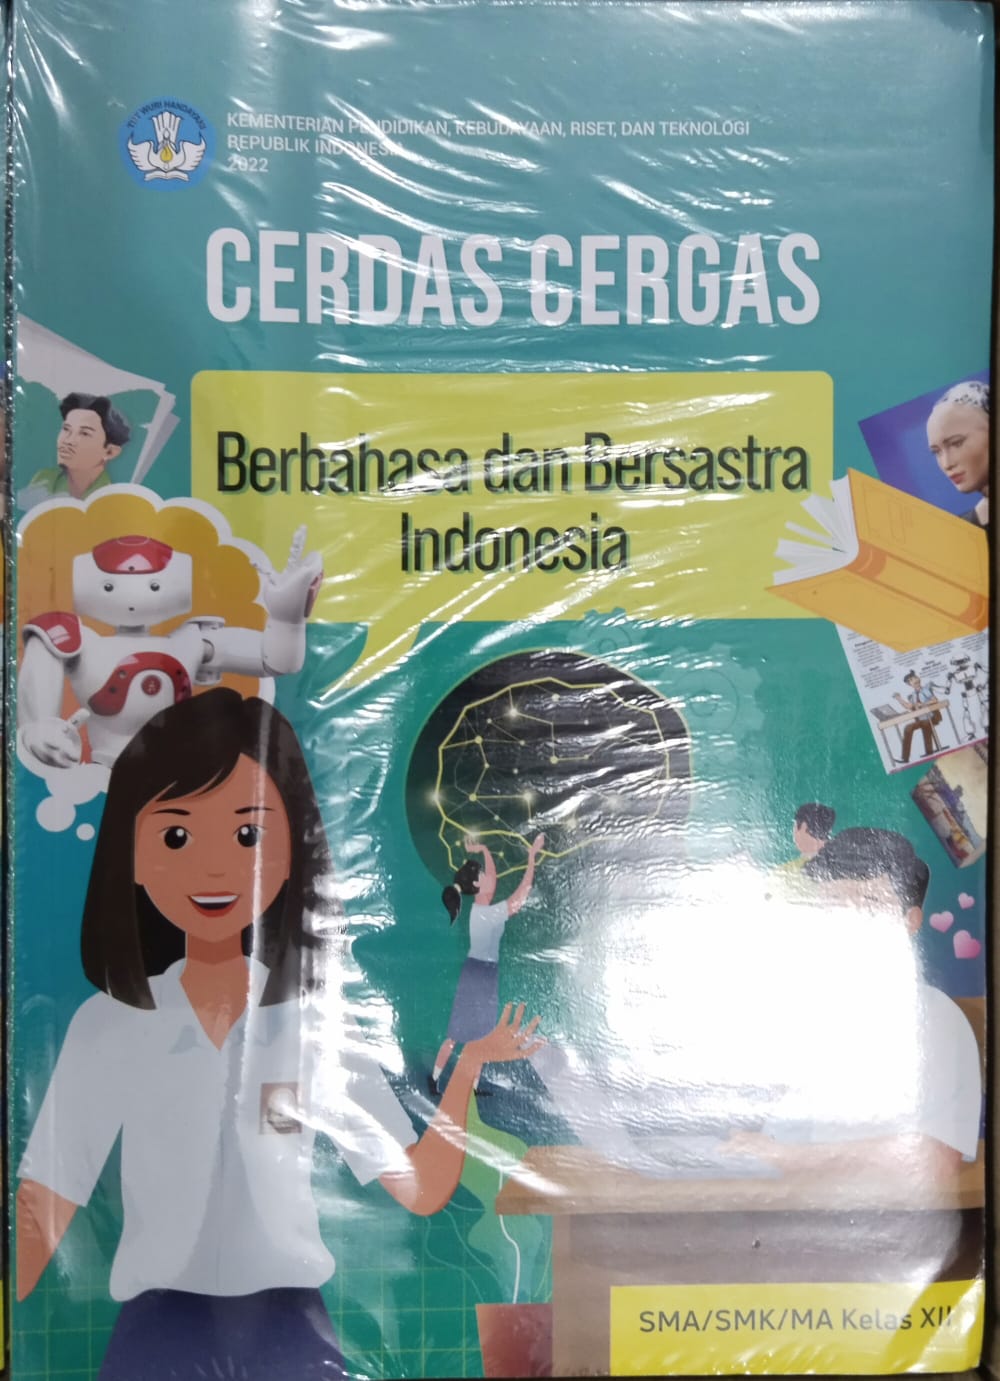 TUT WURI HANDAYANI
KEMENTERIAN PENDIDIKAN, KEBUDAYAAN, RISET, DAN TEKNOLOGI
REPUBLIK INDONESIA
2022
CERDAS CERGAS
Berbahasa dan Bersastra
Indonesia
SMA/SMK/MA Kelas XII